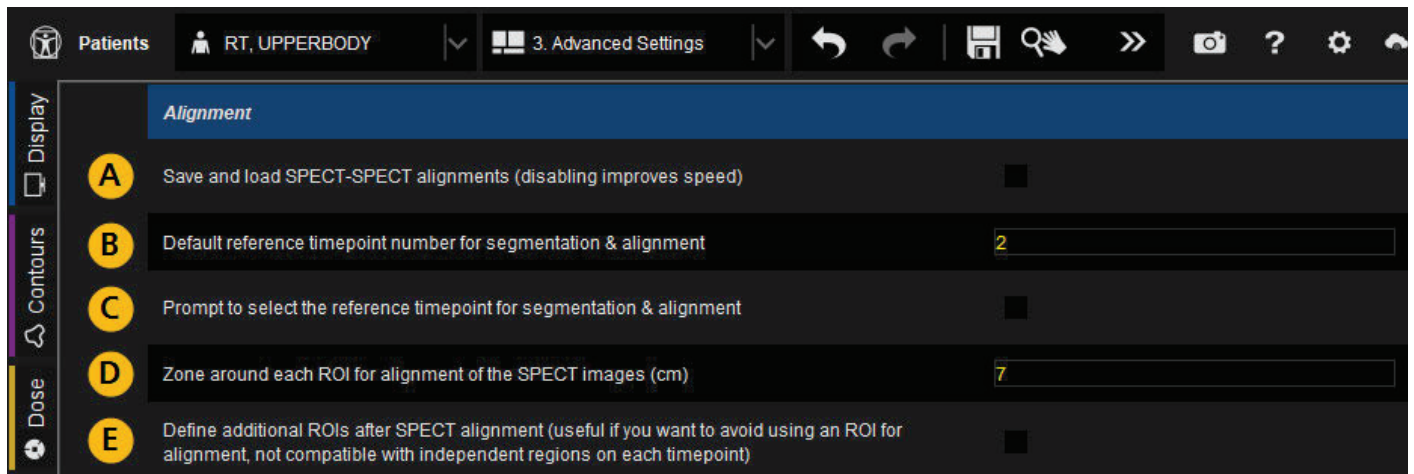 Patients RT, UPPERBODY 3. Advanced Settings ?
Display
Contours
Dose
Alignment
A Save and load SPECT-SPECT alignments (disabling improves speed)
B Default reference timepoint number for segmentation & alignment 2
C Prompt to select the reference timepoint for segmentation & alignment
D Zone around each ROI for alignment of the SPECT images (cm) 7
E Define additional ROIs after SPECT alignment (useful if you want to avoid using an ROI for
alignment, not compatible with independent regions on each timepoint)